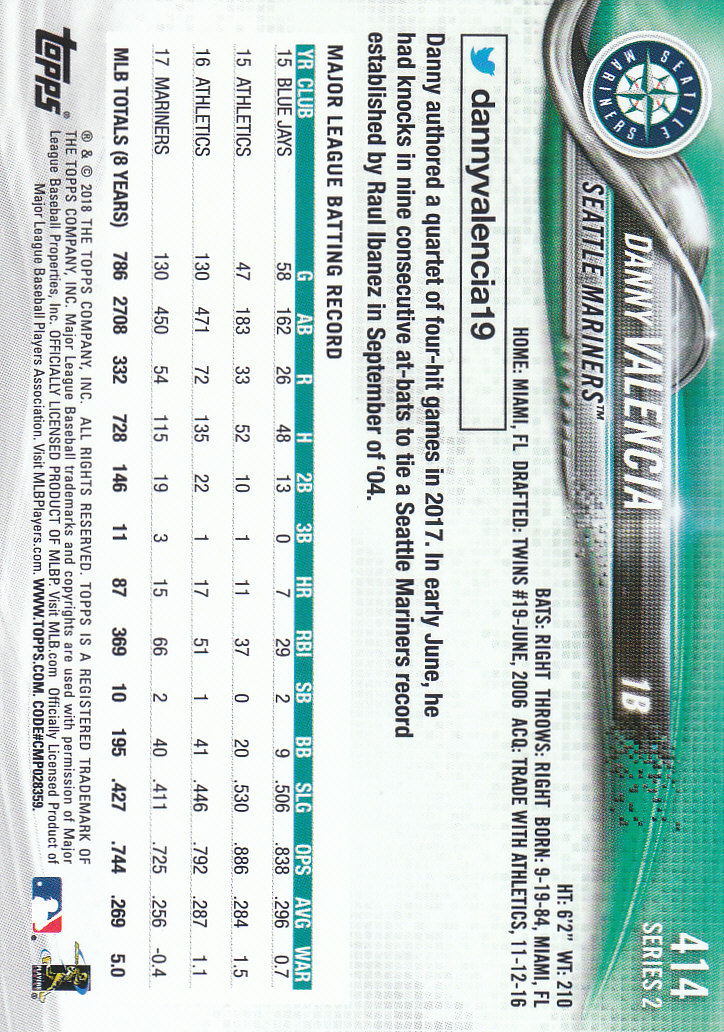 414
SERIES 2
SEATTLE MARINERS
DANNY VALENCIA 1B
SEATTLE MARINERS™
HT: 6'2" WT: 210
BATS: RIGHT THROWS: RIGHT BORN: 9-19-84, MIAMI, FL
HOME: MIAMI, FL DRAFTED: TWINS #19-JUNE, 2006 ACQ: TRADE WITH ATHLETICS, 11-12-16
dannyvalencia19
Danny authored a quartet of four-hit games in 2017. In early June, he
had knocks in nine consecutive at-bats to tie a Seattle Mariners record
established by Raul Ibanez in September of '04.
MAJOR LEAGUE BATTING RECORD
YR CLUB G AB R H 2B 3B HR RBI SB BB SLG OPS AVG WAR
15 BLUE JAYS 58 162 26 48 13 0 7 29 2 9 .506 .838 .296 0.7
15 ATHLETICS 47 183 33 52 10 1 11 37 0 20 .530 .886 .284 1.5
16 ATHLETICS 130 471 72 135 22 1 17 51 1 41 .446 .792 .287 1.1
17 MARINERS 130 450 54 115 19 3 15 66 2 40 .411 .725 .256 -0.4
MLB TOTALS (8 YEARS) 786 2708 332 728 146 11 87 369 10 195 .427 .744 .269 5.0
topps®
® & © 2018 THE TOPPS COMPANY, INC. ALL RIGHTS RESERVED. TOPPS IS A REGISTERED TRADEMARK OF
THE TOPPS COMPANY, INC. Major League Baseball trademarks and copyrights are used with permission of Major
League Baseball Properties, Inc. OFFICIALLY LICENSED PRODUCT OF MLBP. Visit MLB.com Officially Licensed Product of
Major League Baseball Players Association. Visit MLBPlayers.com. WWW.TOPPS.COM. CODE#CMP028359.